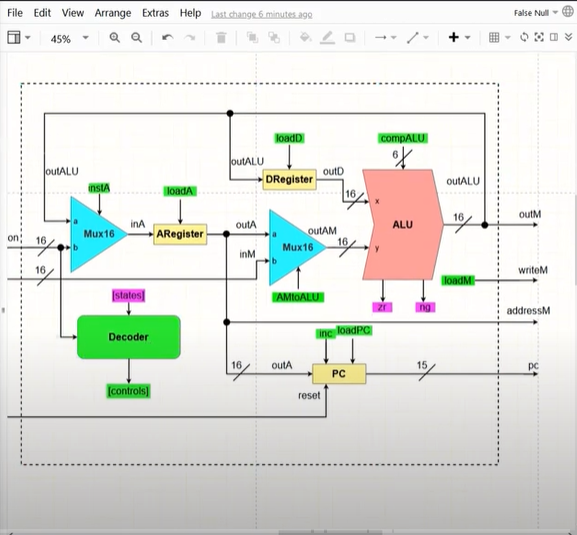 File Edit View Arrange Extras Help Last change 6 minutes ago False Null
45%
loadD
compALU
6
outALU
outALU
DRegister
outD
16
x
outALU
instA
loadA
a
Mux16
b
inA
ARegister
outA
a
Mux16
b
outAM
16
y
ALU
16
outM
on
16
inM
16
AMtoALU
loadM
writeM
[states]
zr
ng
addressM
Decoder
inc
loadPC
16
outA
PC
15
pc
[controls]
reset